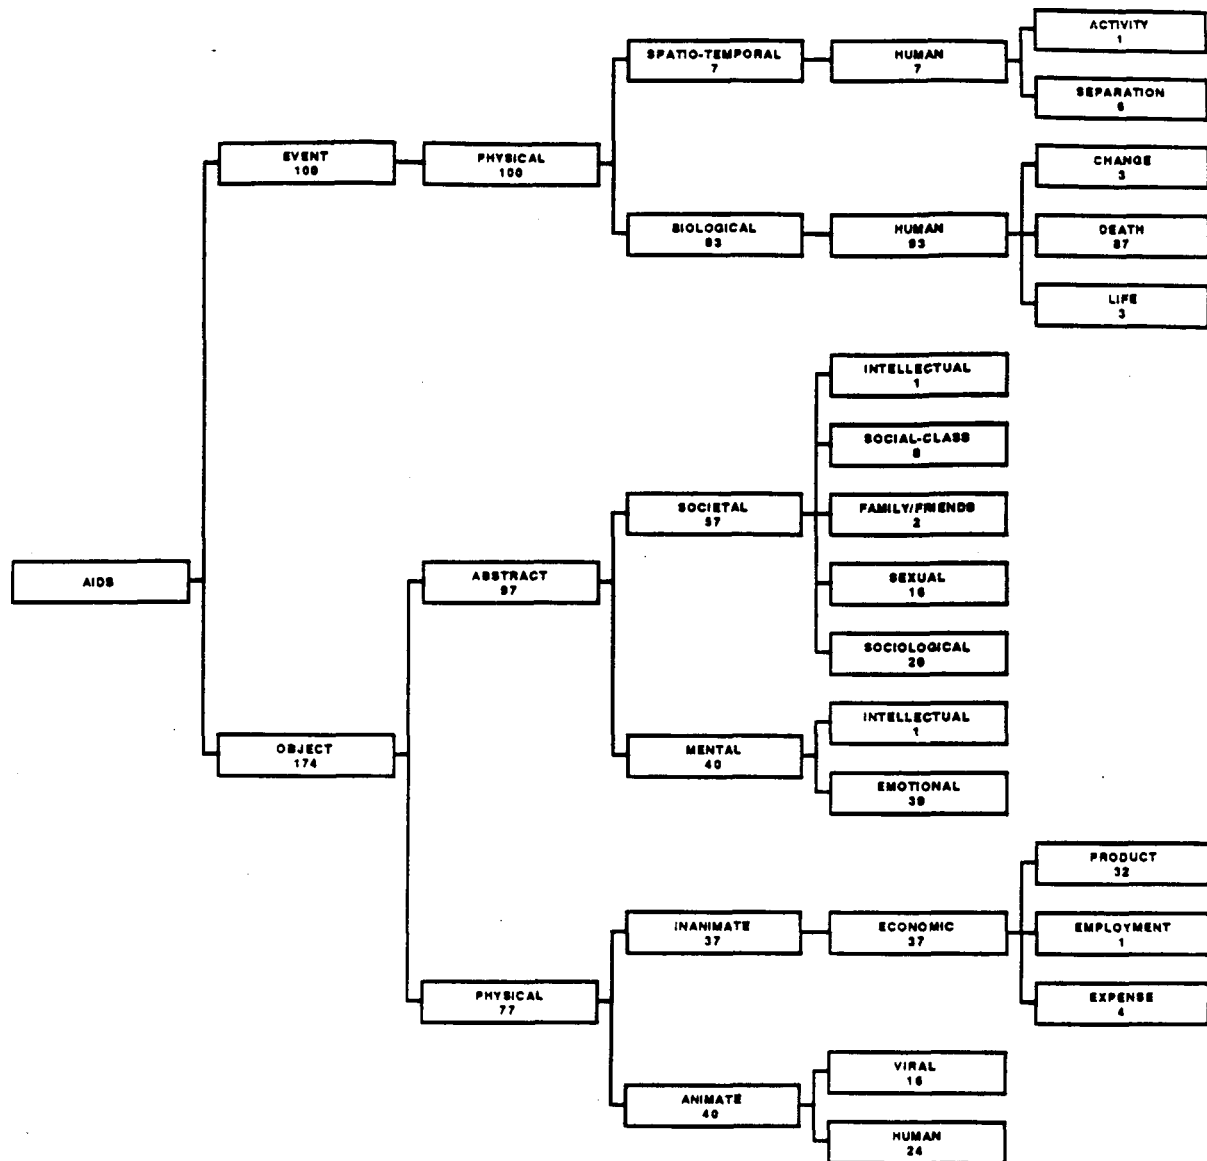 ACTIVITY
1
SPATIO-TEMPORAL
7
HUMAN
7
SEPARATION
6
EVENT
PHYSICAL
100
CHANGE
3
BIOLOGICAL
93
HUMAN
93
DEATH
87
LIFE
3
INTELLECTUAL
1
SOCIAL-CLASS
SOCIETAL
57
FAMILY/FRIENDS
2
AIDS
ABSTRACT
97
SEXUAL
16
SOCIOLOGICAL
29
INTELLECTUAL
1
OBJECT
174
MENTAL
40
EMOTIONAL
39
PRODUCT
32
INANIMATE
37
ECONOMIC
37
EMPLOYMENT
1
PHYSICAL
77
EXPENSE
4
VIRAL
16
ANIMATE
40
HUMAN
24